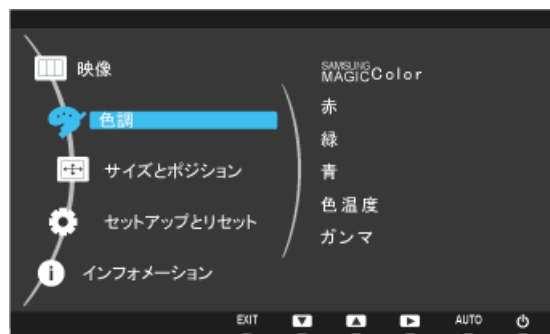 映像
色調
サイズとポジション
セットアップとリセット
インフォメーション
SAMSUNG
MAGICColor
赤
緑
青
色温度
ガンマ
EXIT
AUTO